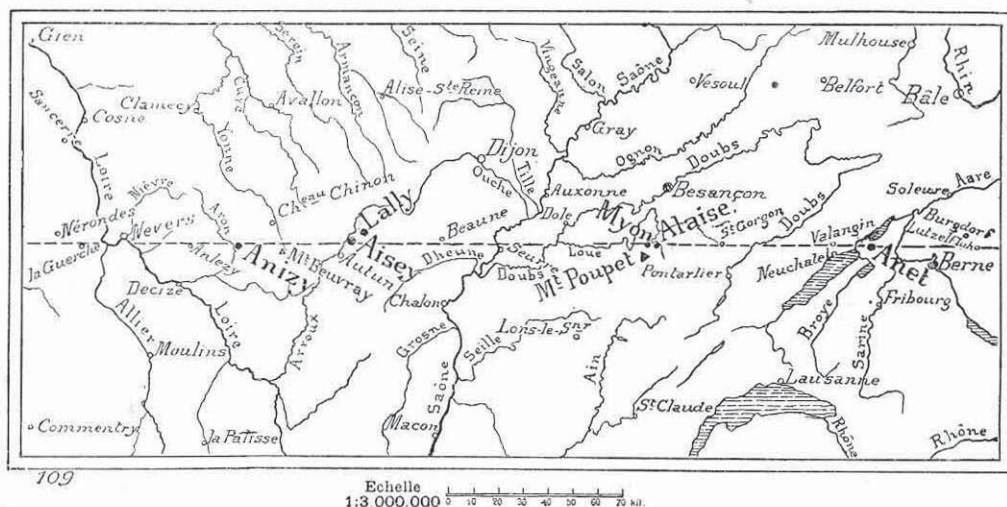 Gien
Sancerre
Cosne
Loire
Clamecy
Yonne
Cure
Serein
Avallon
Armançon
Seine
Alise-Ste Reine
Vingeanne
Salon
Saône
Gray
Vesoul
Mulhouse
Belfort
Rhin
Bâle
Ognon
Doubs
Dijon
Ouche
Tille
Auxonne
Besançon
Dole
Myon
Alaise.
St Gorgon
Doubs
Soleure
Aare
Burgdorf
Lutzelfluh
Valangin
Neuchatel
Anet
Berne
Nièvre
Nérondes
Nevers
la Guerche
Aron
Ch.eau Chinon
Lally
Aisey
Beaune
Anlezy
Anizy
Mt Beuvray
Autun
Dheune
Seurre
Loue
Doubs
Mt Poupet
Pontarlier
Decize
Allier
Loire
Arroux
Chalon
Grosne
Seille
Lons-le-Snr
Ain
Broye
Sarine
Fribourg
Moulins
Lausanne
St Claude
Saône
Macon
Commentry
la Palisse
Rhône
Rhône
109
Echelle
1:3,000,000
0 10 20 30 40 50 60 70 kil.